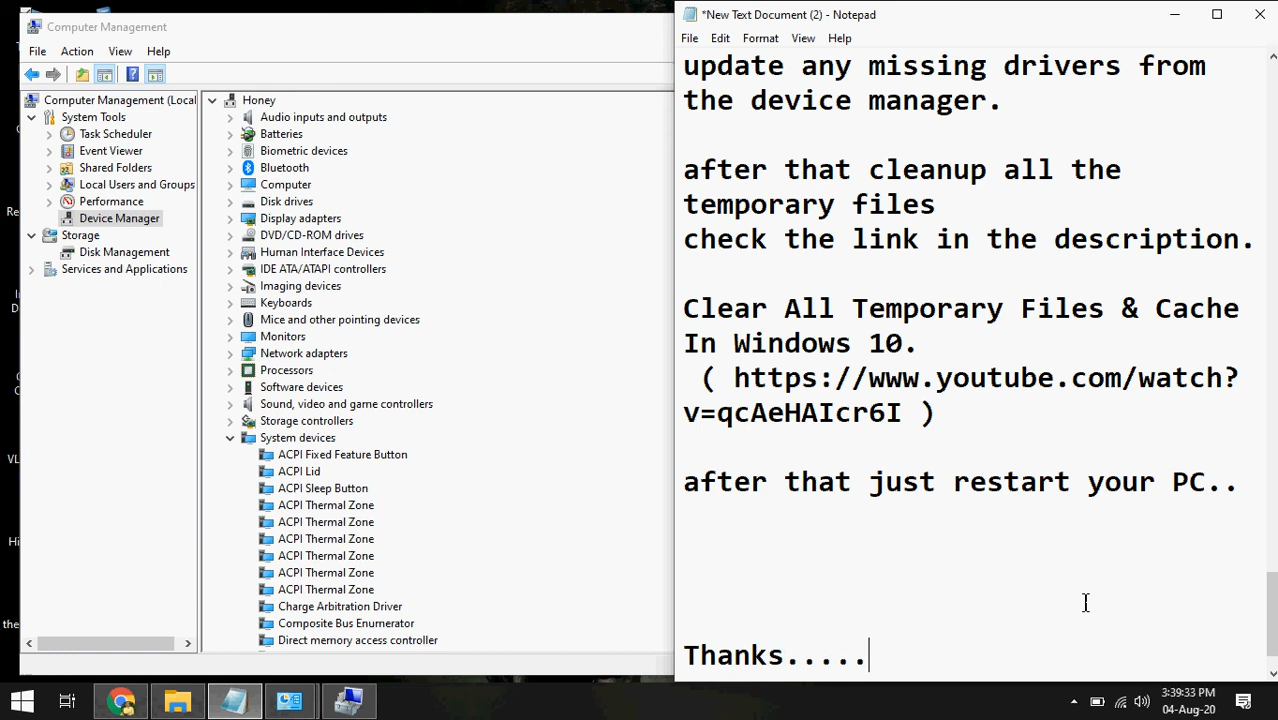 Computer Management
File Action View Help
Computer Management (Local
System Tools
Task Scheduler
Event Viewer
Shared Folders
Local Users and Groups
Performance
Device Manager
Storage
Disk Management
Services and Applications
Honey
Audio inputs and outputs
Batteries
Biometric devices
Bluetooth
Computer
Disk drives
Display adapters
DVD/CD-ROM drives
Human Interface Devices
IDE ATA/ATAPI controllers
Imaging devices
Keyboards
Mice and other pointing devices
Monitors
Network adapters
Processors
Software devices
Sound, video and game controllers
Storage controllers
System devices
ACPI Fixed Feature Button
ACPI Lid
ACPI Sleep Button
ACPI Thermal Zone
ACPI Thermal Zone
ACPI Thermal Zone
ACPI Thermal Zone
ACPI Thermal Zone
ACPI Thermal Zone
Charge Arbitration Driver
Composite Bus Enumerator
Direct memory access controller
*New Text Document (2) - Notepad
File Edit Format View Help
update any missing drivers from
the device manager.
after that cleanup all the
temporary files
check the link in the description.
Clear All Temporary Files & Cache
In Windows 10.
( https://www.youtube.com/watch?
v=qcAeHAIcr6I )
after that just restart your PC..
Thanks.....
3:39:33 PM
04-Aug-20